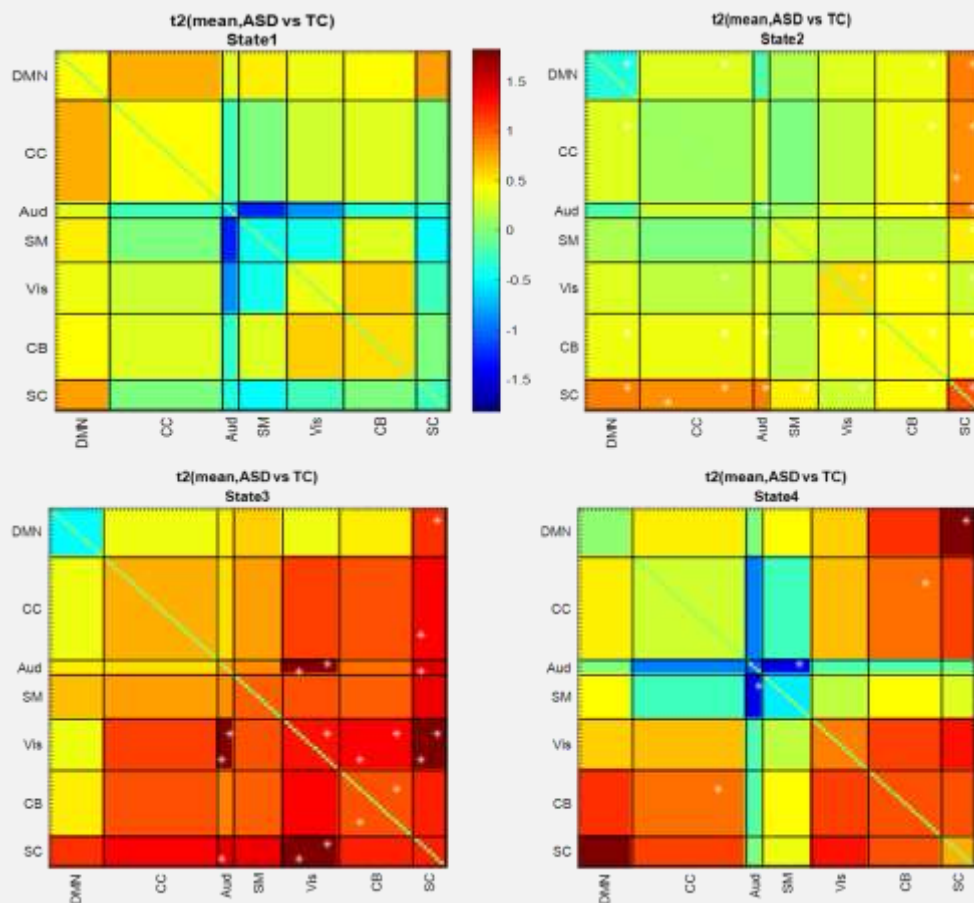 t2(mean,ASD vs TC)
State1
DMN
CC
Aud
SM
Vis
CB
SC
DMN
CC
Aud
SM
Vis
CB
SC
1.5
1
0.5
0
-0.5
-1
-1.5
t2(mean,ASD vs TC)
State2
DMN
CC
Aud
SM
Vis
CB
SC
DMN
CC
Aud
SM
Vis
CB
SC
t2(mean,ASD vs TC)
State3
DMN
CC
Aud
SM
Vis
CB
SC
DMN
CC
Aud
SM
Vis
CB
SC
t2(mean,ASD vs TC)
State4
DMN
CC
Aud
SM
Vis
CB
SC
DMN
CC
Aud
SM
Vis
CB
SC